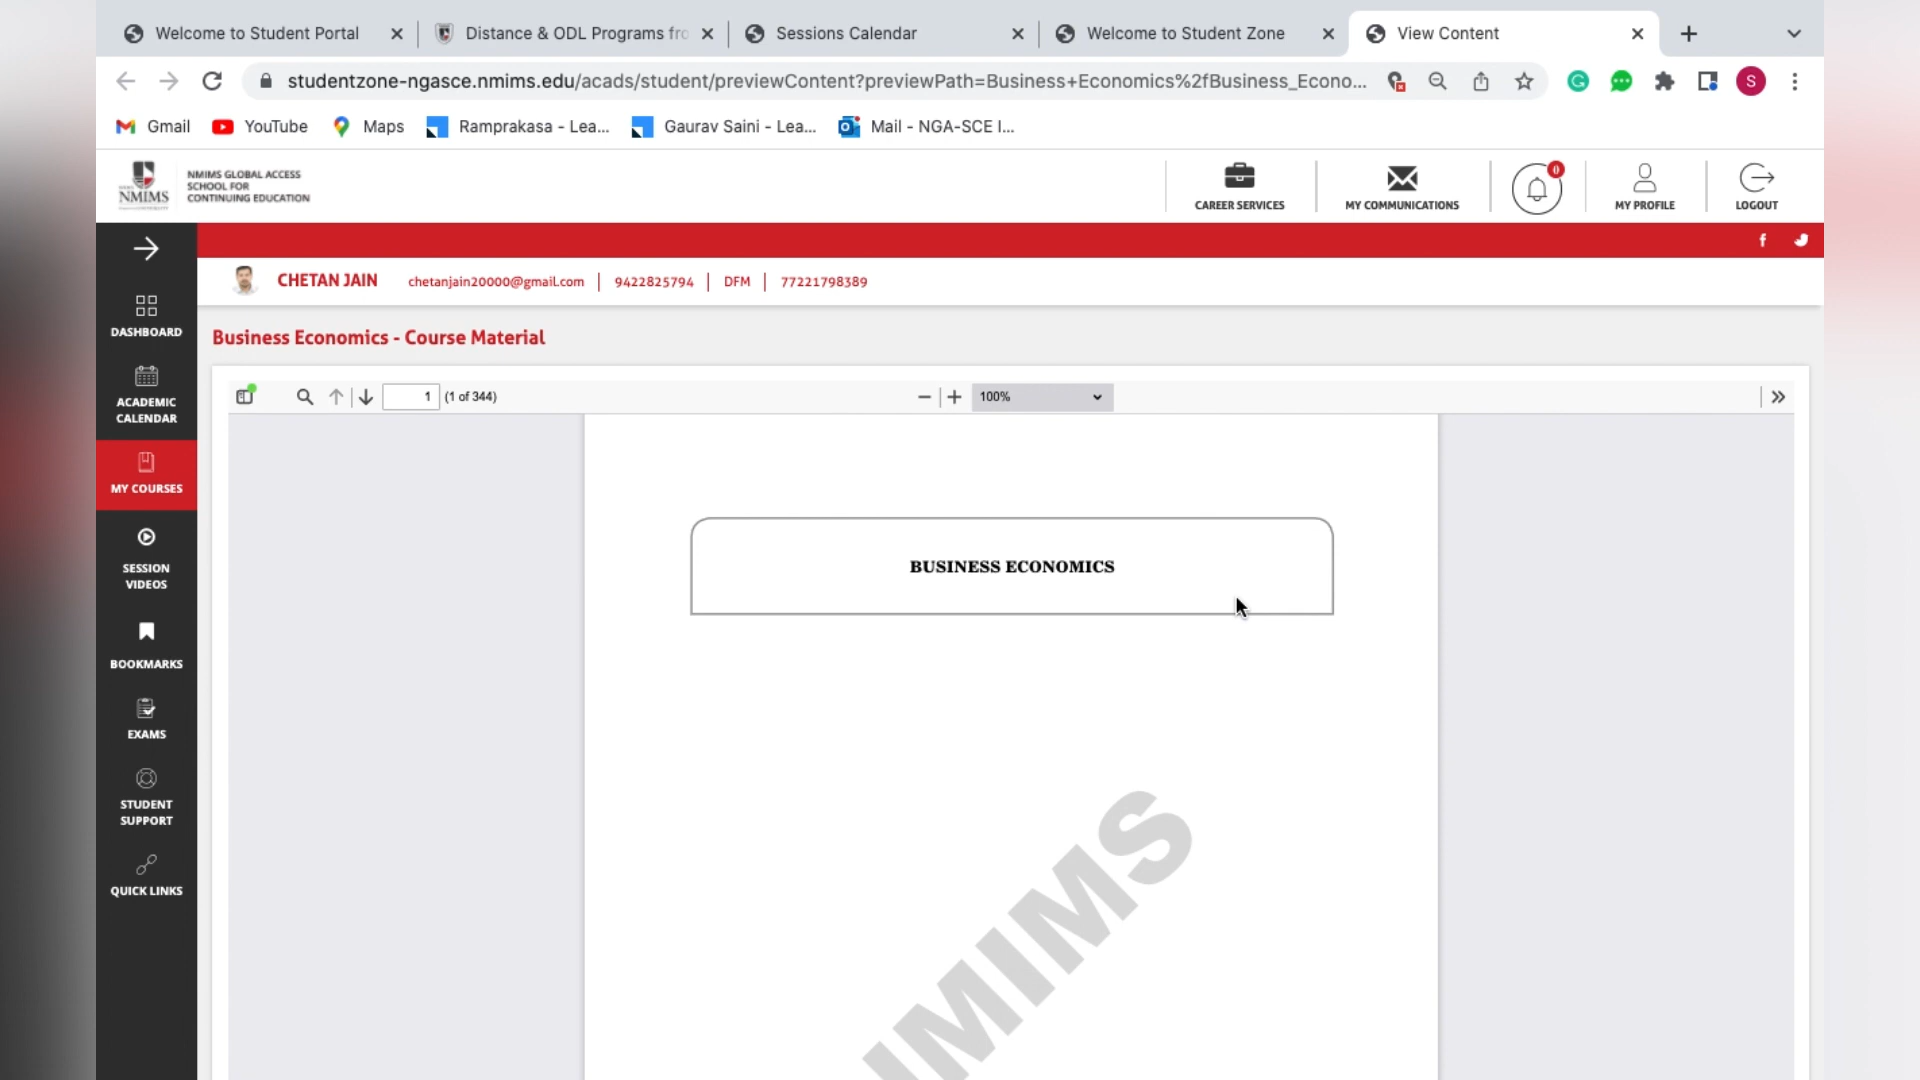 Welcome to Student Portal
Distance & ODL Programs fro
Sessions Calendar
Welcome to Student Zone
View Content
studentzone-ngasce.nmims.edu/acads/student/previewContent?previewPath=Business+Economics%2fBusiness_Econo...
S
Gmail
YouTube
Maps
Ramprakasa - Lea...
Gaurav Saini - Lea...
Mail - NGA-SCE I...
NMIMS
NMIMS GLOBAL ACCESS
SCHOOL FOR
CONTINUING EDUCATION
CAREER SERVICES
MY COMMUNICATIONS
0
MY PROFILE
LOGOUT
CHETAN JAIN
chetanjain20000@gmail.com
9422825794
DFM
77221798389
DASHBOARD
ACADEMIC
CALENDAR
MY COURSES
SESSION
VIDEOS
BOOKMARKS
EXAMS
STUDENT
SUPPORT
QUICK LINKS
Business Economics - Course Material
1 (1 of 344)
100%
BUSINESS ECONOMICS
IMIMS